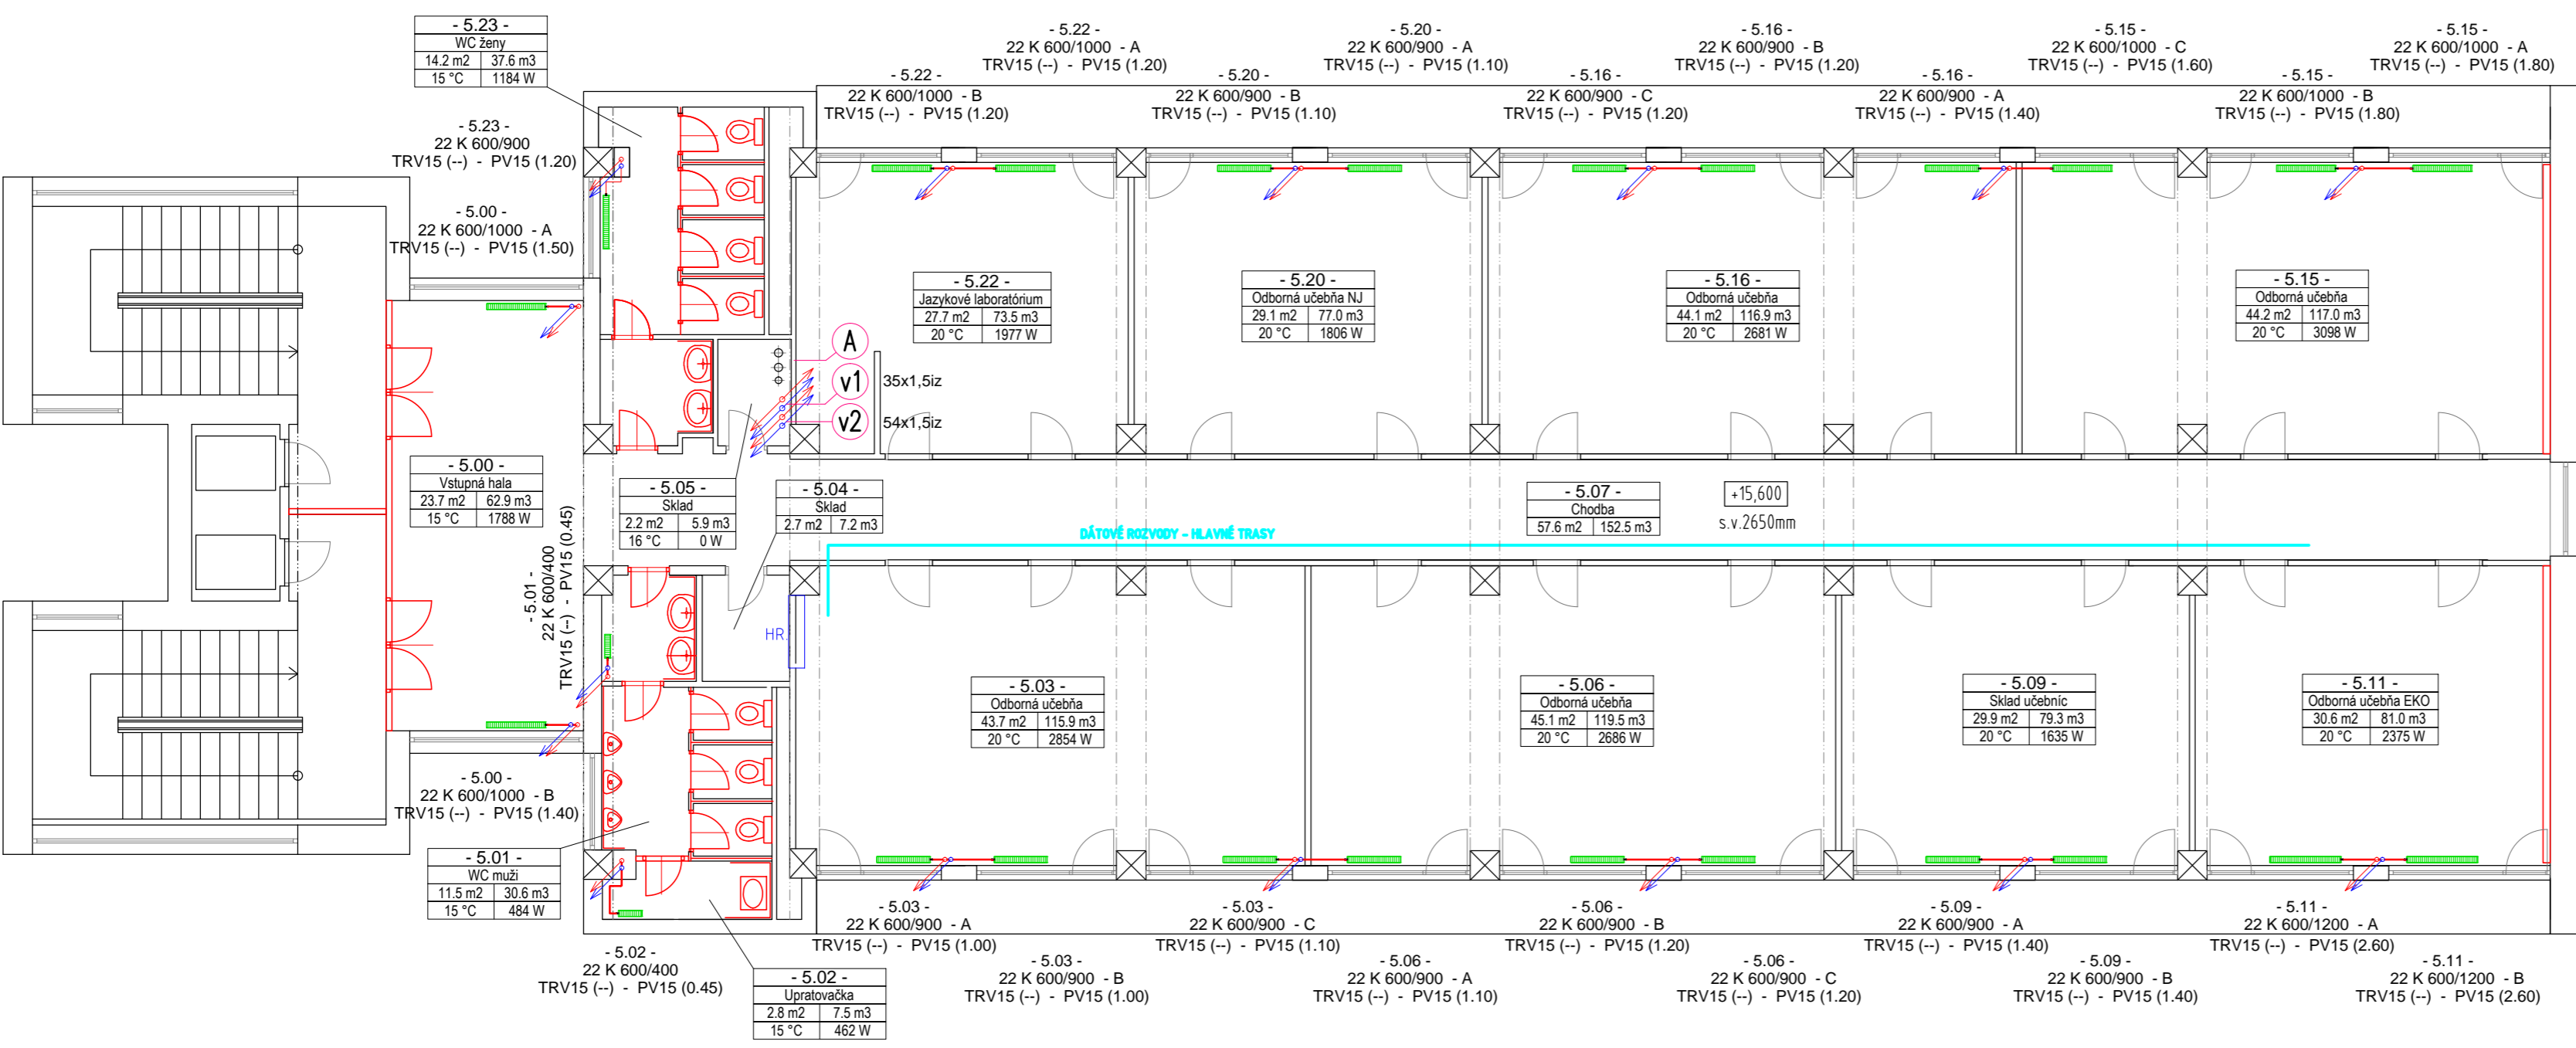 - 5.23 -
WC ženy
14.2 m2 37.6 m3
15 °C 1184 W
- 5.22 -
22 K 600/1000 - A
TRV15 (--) - PV15 (1.20)
- 5.20 -
22 K 600/900 - A
TRV15 (--) - PV15 (1.10)
- 5.16 -
22 K 600/900 - B
TRV15 (--) - PV15 (1.20)
- 5.15 -
22 K 600/1000 - C
TRV15 (--) - PV15 (1.60)
- 5.15 -
22 K 600/1000 - A
TRV15 (--) - PV15 (1.80)
- 5.22 -
22 K 600/1000 - B
TRV15 (--) - PV15 (1.20)
- 5.20 -
22 K 600/900 - B
TRV15 (--) - PV15 (1.10)
- 5.16 -
22 K 600/900 - C
TRV15 (--) - PV15 (1.20)
- 5.16 -
22 K 600/900 - A
TRV15 (--) - PV15 (1.40)
- 5.15 -
22 K 600/1000 - B
TRV15 (--) - PV15 (1.80)
- 5.23 -
22 K 600/900
TRV15 (--) - PV15 (1.20)
- 5.00 -
22 K 600/1000 - A
TRV15 (--) - PV15 (1.50)
- 5.22 -
Jazykové laboratórium
27.7 m2 73.5 m3
20 °C 1977 W
- 5.20 -
Odborná učebňa NJ
29.1 m2 77.0 m3
20 °C 1806 W
- 5.16 -
Odborná učebňa
44.1 m2 116.9 m3
20 °C 2681 W
- 5.15 -
Odborná učebňa
44.2 m2 117.0 m3
20 °C 3098 W
A
v1 35x1,5iz
v2 54x1,5iz
- 5.00 -
Vstupná hala
23.7 m2 62.9 m3
15 °C 1788 W
- 5.05 -
Sklad
2.2 m2 5.9 m3
16 °C 0 W
- 5.04 -
Sklad
2.7 m2 7.2 m3
- 5.07 -
Chodba
57.6 m2 152.5 m3
+15,600
s.v.2650mm
DÁTOVÉ ROZVODY - HLAVNÉ TRASY
- 5.01 -
22 K 600/400
TRV15 (--) - PV15 (0.45)
HR.
- 5.03 -
Odborná učebňa
43.7 m2 115.9 m3
20 °C 2854 W
- 5.06 -
Odborná učebňa
45.1 m2 119.5 m3
20 °C 2686 W
- 5.09 -
Sklad učebníc
29.9 m2 79.3 m3
20 °C 1635 W
- 5.11 -
Odborná učebňa EKO
30.6 m2 81.0 m3
20 °C 2375 W
- 5.00 -
22 K 600/1000 - B
TRV15 (--) - PV15 (1.40)
- 5.01 -
WC muži
11.5 m2 30.6 m3
15 °C 484 W
- 5.02 -
22 K 600/400
TRV15 (--) - PV15 (0.45)
- 5.02 -
Upratovačka
2.8 m2 7.5 m3
15 °C 462 W
- 5.03 -
22 K 600/900 - A
TRV15 (--) - PV15 (1.00)
- 5.03 -
22 K 600/900 - C
TRV15 (--) - PV15 (1.10)
- 5.06 -
22 K 600/900 - B
TRV15 (--) - PV15 (1.20)
- 5.09 -
22 K 600/900 - A
TRV15 (--) - PV15 (1.40)
- 5.11 -
22 K 600/1200 - A
TRV15 (--) - PV15 (2.60)
- 5.03 -
22 K 600/900 - B
TRV15 (--) - PV15 (1.00)
- 5.06 -
22 K 600/900 - A
TRV15 (--) - PV15 (1.10)
- 5.06 -
22 K 600/900 - C
TRV15 (--) - PV15 (1.20)
- 5.09 -
22 K 600/900 - B
TRV15 (--) - PV15 (1.40)
- 5.11 -
22 K 600/1200 - B
TRV15 (--) - PV15 (2.60)